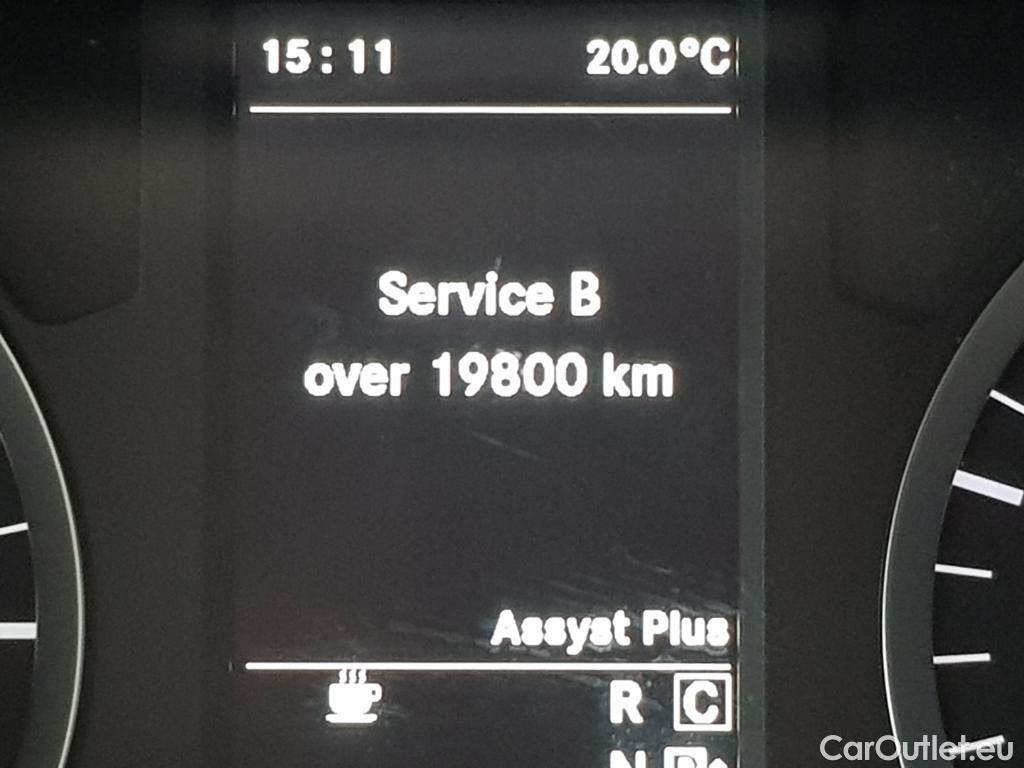 15:11 20.0°C
Service B
over 19800 km
Assyst Plus
R C
N
CarOutlet.eu